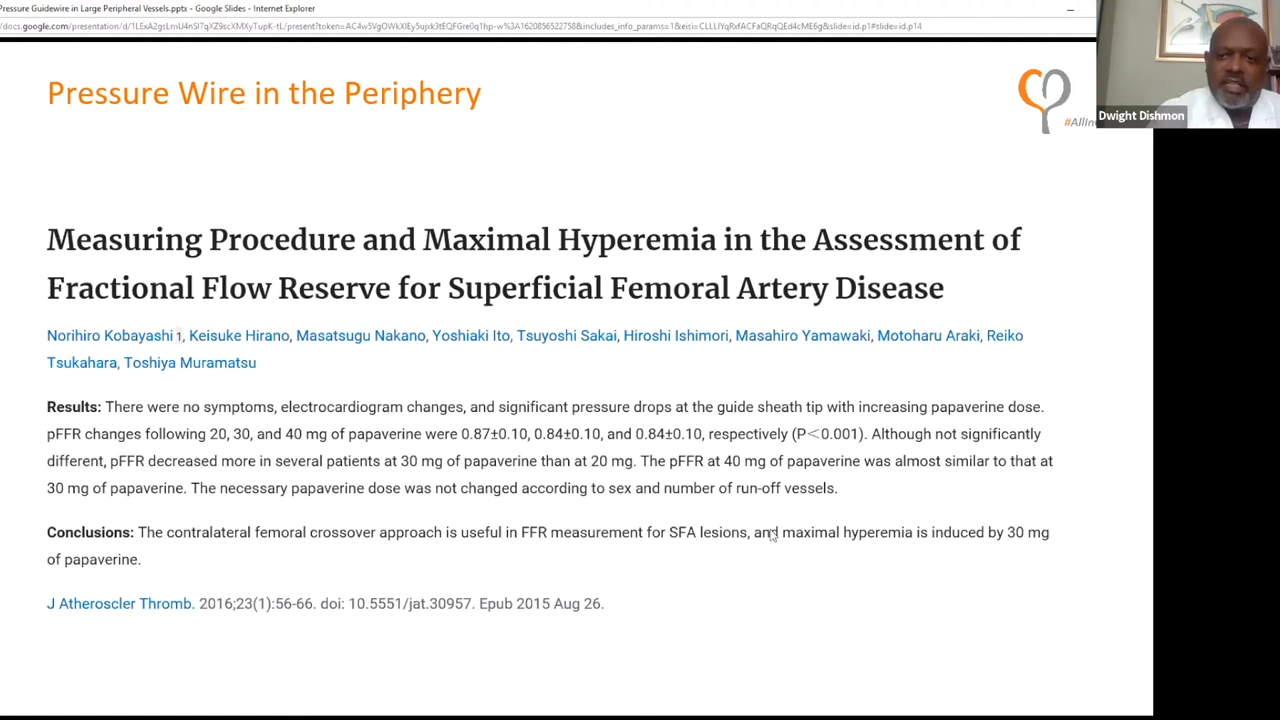 Pressure Guidewire in Large Peripheral Vessels.pptx - Google Slides - Internet Explorer
Pressure Wire in the Periphery
Dwight Dishmon
Measuring Procedure and Maximal Hyperemia in the Assessment of
Fractional Flow Reserve for Superficial Femoral Artery Disease
Norihiro Kobayashi 1, Keisuke Hirano, Masatsugu Nakano, Yoshiaki Ito, Tsuyoshi Sakai, Hiroshi Ishimori, Masahiro Yamawaki, Motoharu Araki, Reiko
Tsukahara, Toshiya Muramatsu
Results: There were no symptoms, electrocardiogram changes, and significant pressure drops at the guide sheath tip with increasing papaverine dose.
pFFR changes following 20, 30, and 40 mg of papaverine were 0.87±0.10, 0.84±0.10, and 0.84±0.10, respectively (P＜0.001). Although not significantly
different, pFFR decreased more in several patients at 30 mg of papaverine than at 20 mg. The pFFR at 40 mg of papaverine was almost similar to that at
30 mg of papaverine. The necessary papaverine dose was not changed according to sex and number of run-off vessels.
Conclusions: The contralateral femoral crossover approach is useful in FFR measurement for SFA lesions, and maximal hyperemia is induced by 30 mg
of papaverine.
J Atheroscler Thromb. 2016;23(1):56-66. doi: 10.5551/jat.30957. Epub 2015 Aug 26.